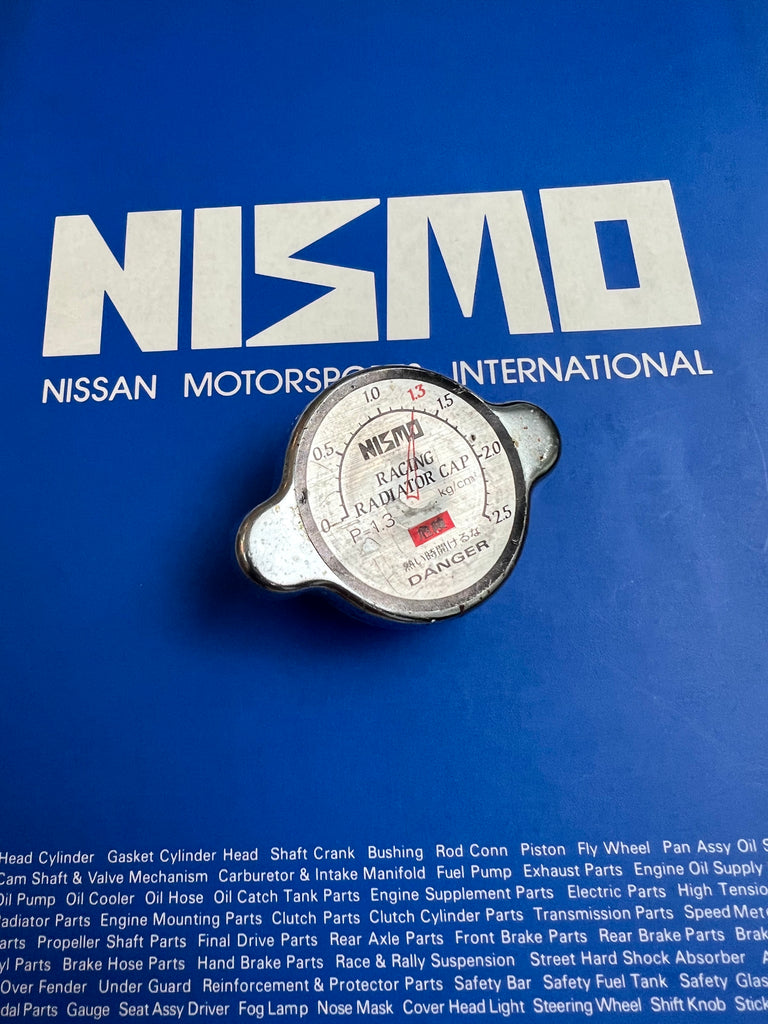 NISMO
NISSAN MOTORSPORTS INTERNATIONAL
0 0.5 1.0 1.3 1.5 2.0 2.5
NISMO
RACING
RADIATOR CAP
kg/cm²
P-1.3
危険
熱い時開けるな
DANGER
Head Cylinder Gasket Cylinder Head Shaft Crank Bushing Rod Conn Piston Fly Wheel Pan Assy Oil S
Cam Shaft & Valve Mechanism Carburetor & Intake Manifold Fuel Pump Exhaust Parts Engine Oil Supply
Oil Pump Oil Cooler Oil Hose Oil Catch Tank Parts Engine Supplement Parts Electric Parts High Tensio
adiator Parts Engine Mounting Parts Clutch Parts Clutch Cylinder Parts Transmission Parts Speed Mete
arts Propeller Shaft Parts Final Drive Parts Rear Axle Parts Front Brake Parts Rear Brake Parts Brak
yl Parts Brake Hose Parts Hand Brake Parts Race & Rally Suspension Street Hard Shock Absorber A
Over Fender Under Guard Reinforcement & Protector Parts Safety Bar Safety Fuel Tank Safety Glas
dal Parts Gauge Seat Assy Driver Fog Lamp Nose Mask Cover Head Light Steering Wheel Shift Knob Stick